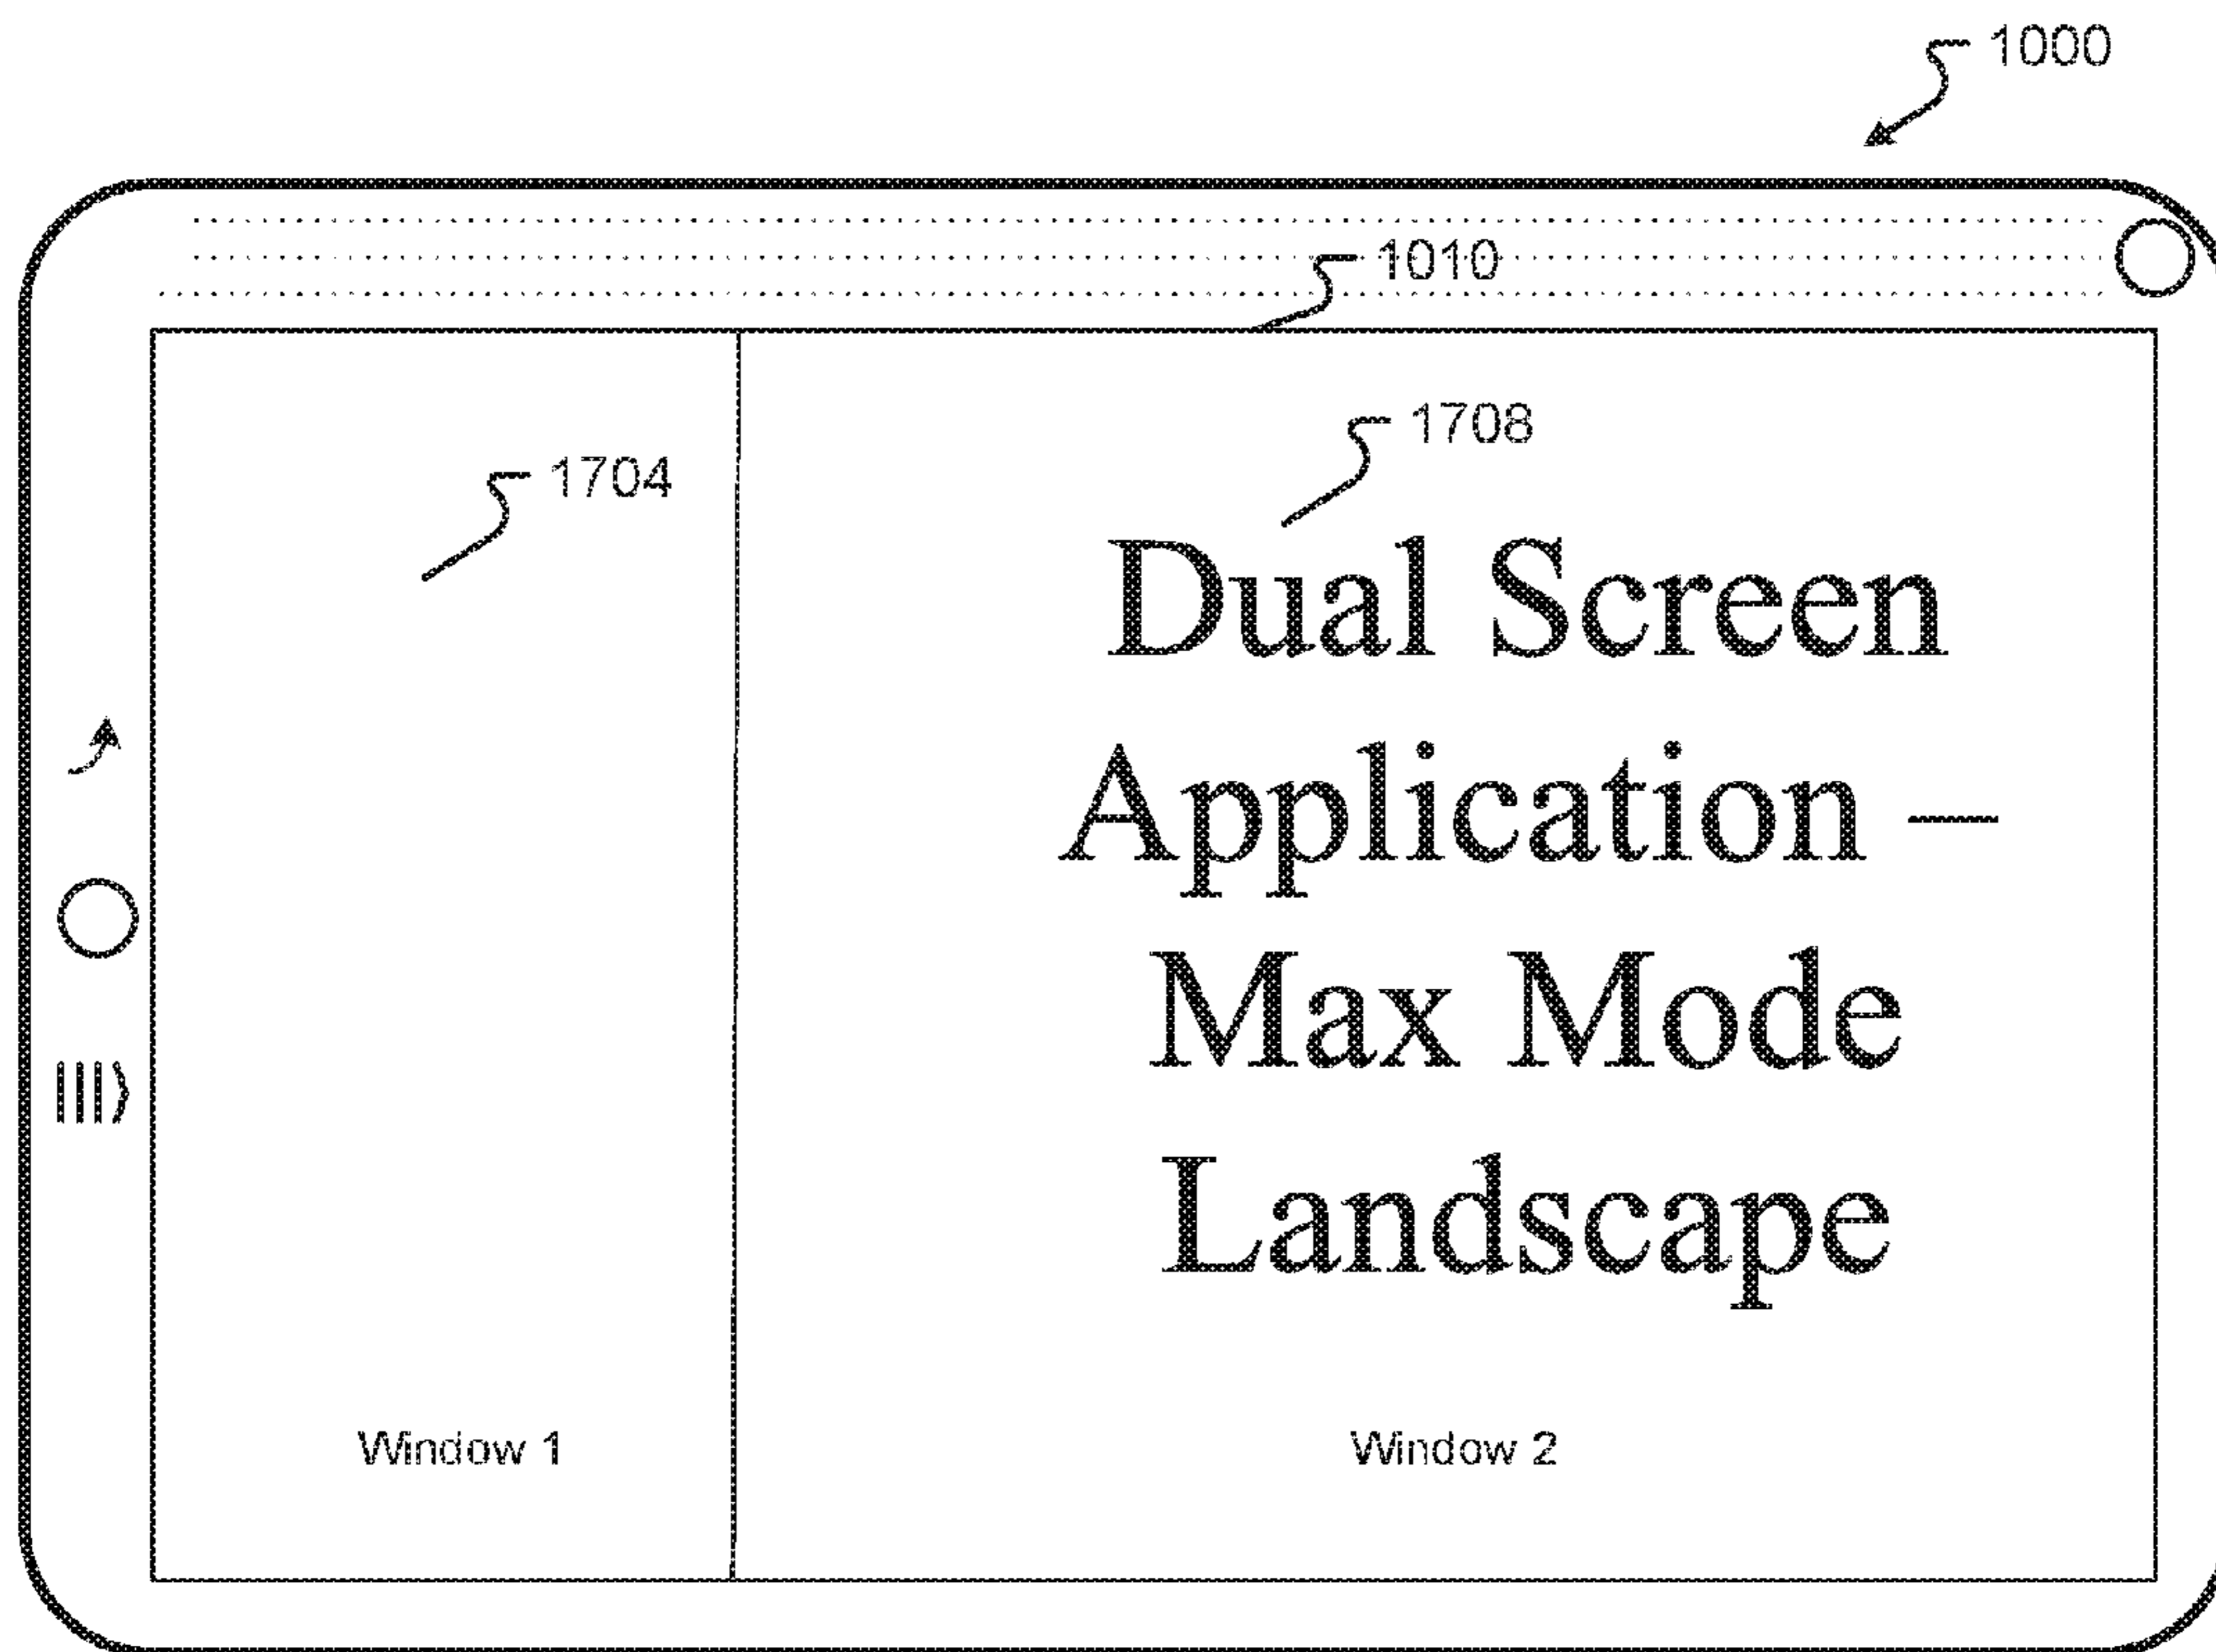 1000
1010
1708
1704
Dual Screen
Application –
Max Mode
Landscape
Window 1
Window 2